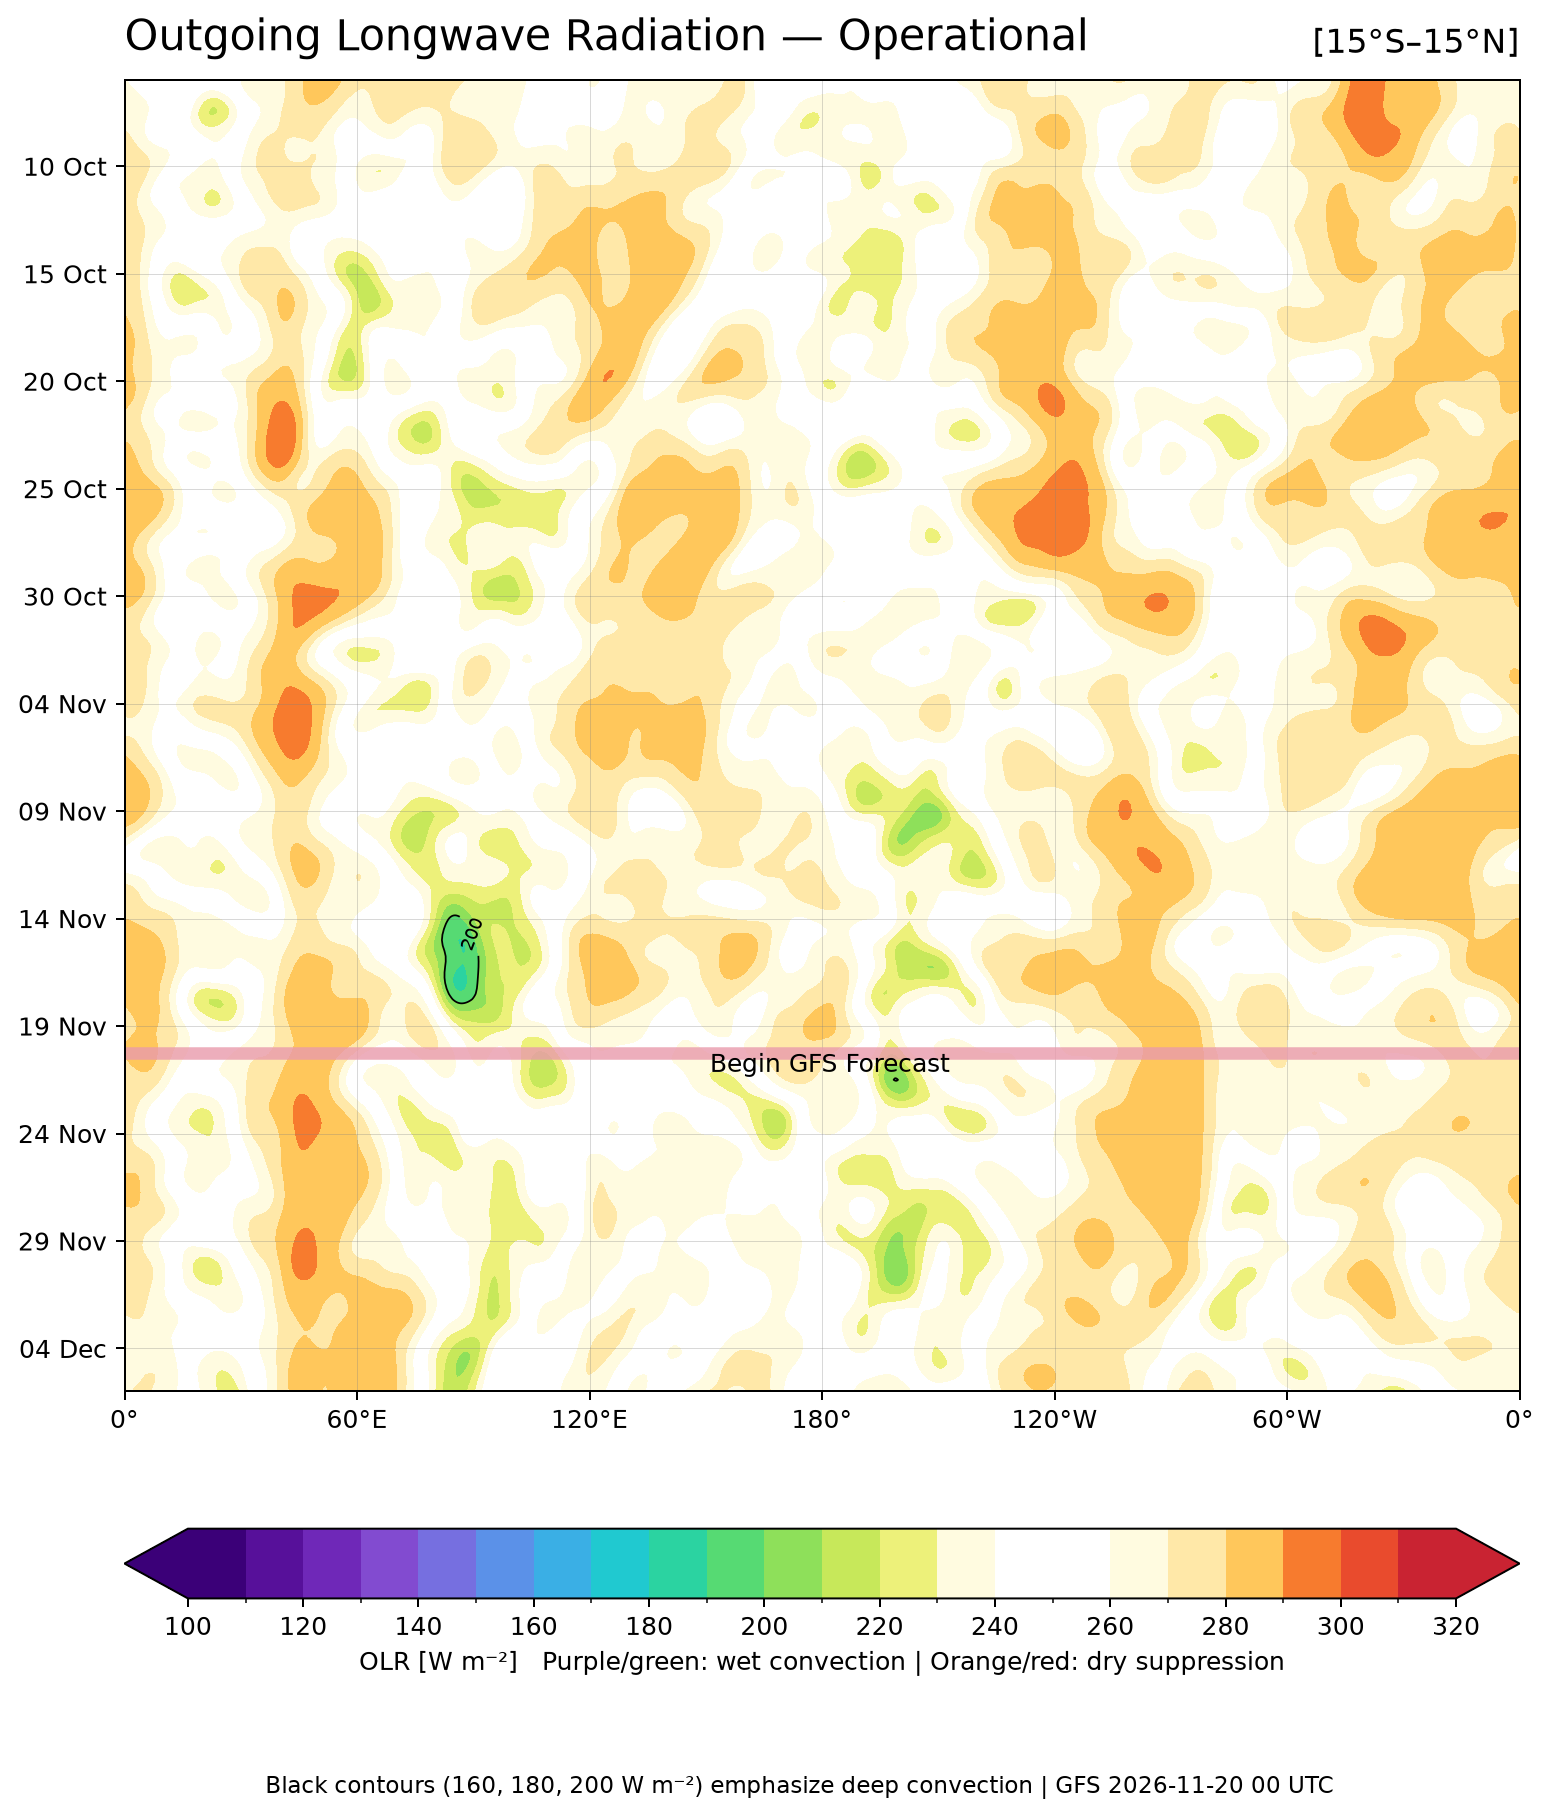 Outgoing Longwave Radiation — Operational
[15°S–15°N]
10 Oct
15 Oct
20 Oct
25 Oct
30 Oct
04 Nov
09 Nov
14 Nov
200
19 Nov
Begin GFS Forecast
24 Nov
29 Nov
04 Dec
0° 60°E 120°E 180° 120°W 60°W 0°
100 120 140 160 180 200 220 240 260 280 300 320
OLR [W m⁻²]   Purple/green: wet convection | Orange/red: dry suppression
Black contours (160, 180, 200 W m⁻²) emphasize deep convection | GFS 2026-11-20 00 UTC